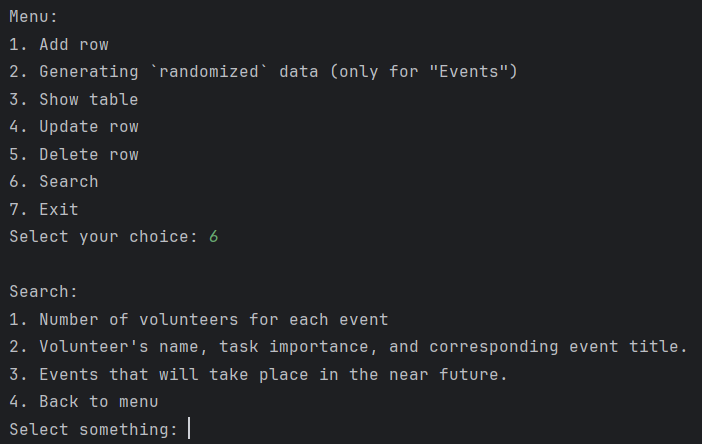 Menu:
1. Add row
2. Generating `randomized` data (only for "Events")
3. Show table
4. Update row
5. Delete row
6. Search
7. Exit
Select your choice: 6
Search:
1. Number of volunteers for each event
2. Volunteer's name, task importance, and corresponding event title.
3. Events that will take place in the near future.
4. Back to menu
Select something: